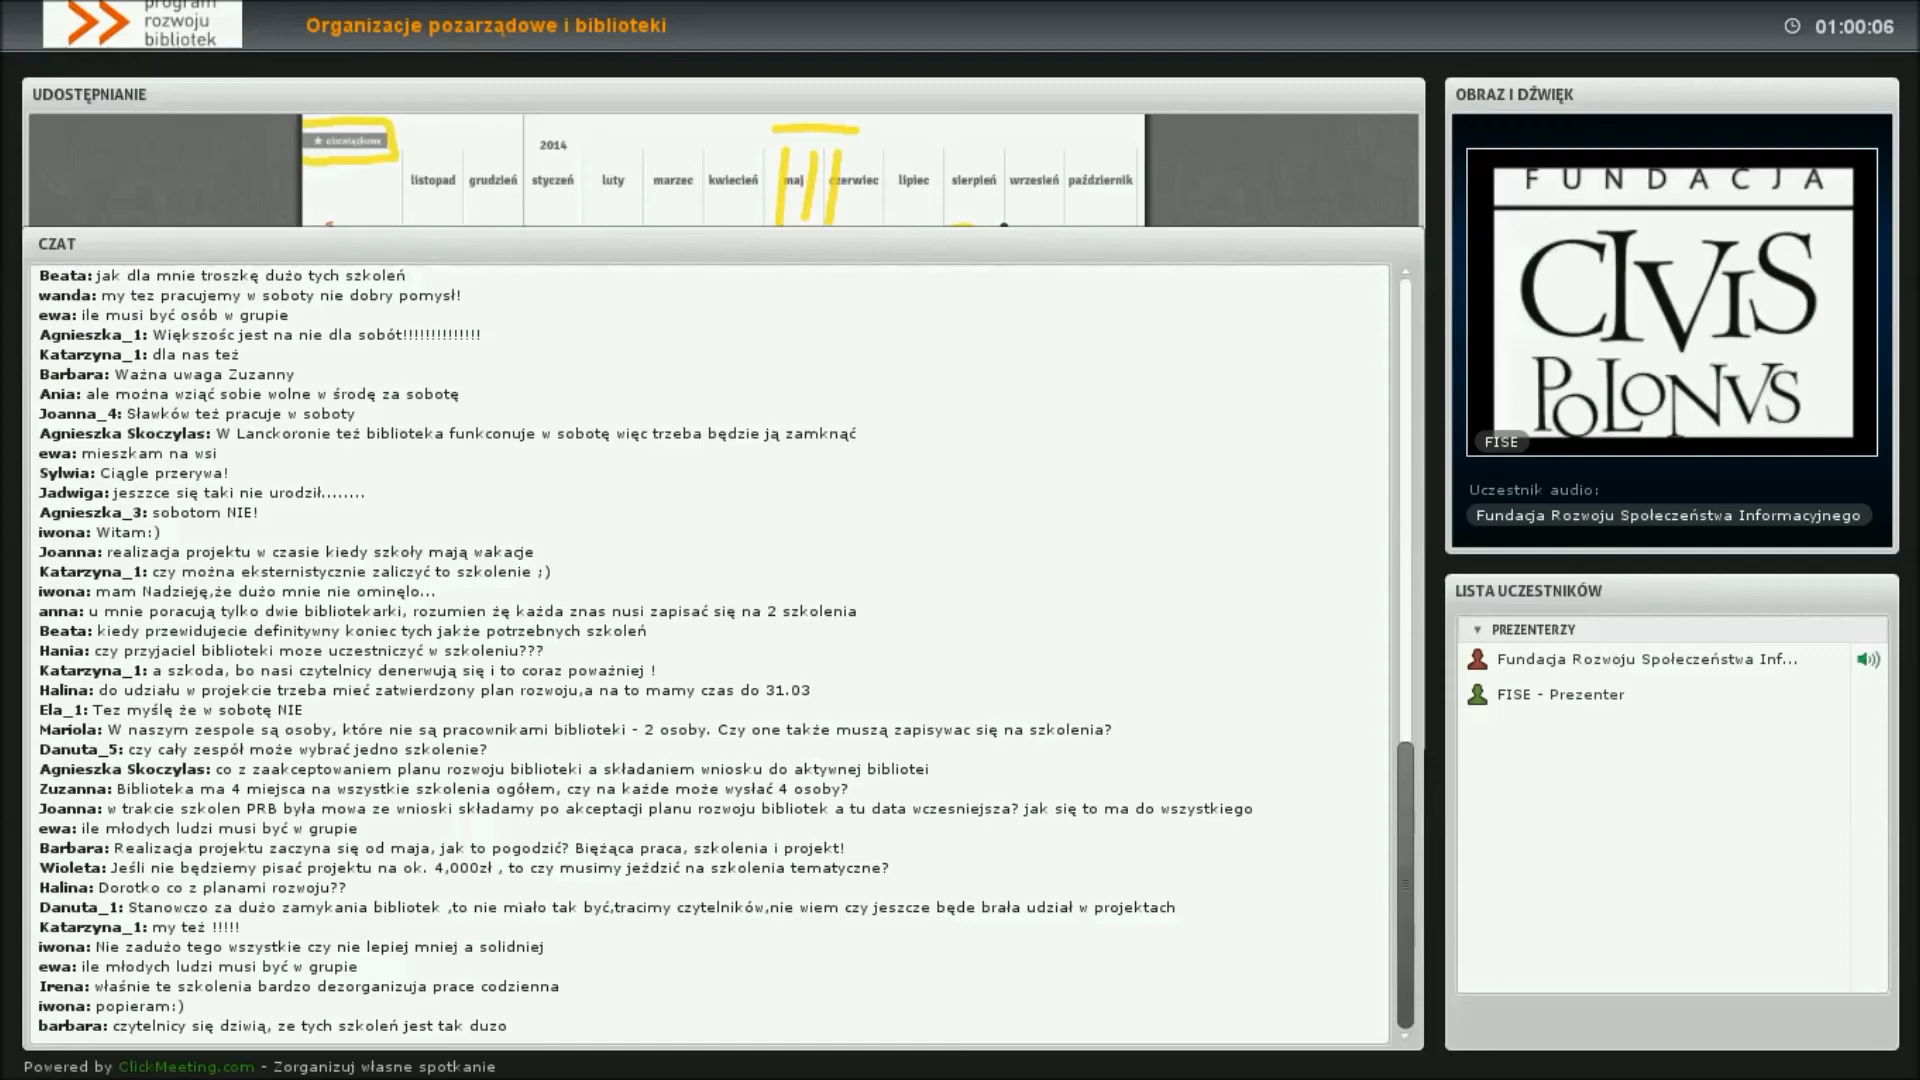 program
rozwoju
bibliotek
Organizacje pozarządowe i biblioteki
01:00:06
UDOSTĘPNIANIE
★ obowiązkowe
2014
listopad grudzień styczeń luty marzec kwiecień maj czerwiec lipiec sierpień wrzesień październik
CZAT
Beata: jak dla mnie troszkę dużo tych szkoleń
wanda: my tez pracujemy w soboty nie dobry pomysł!
ewa: ile musi być osób w grupie
Agnieszka_1: Większośc jest na nie dla sobót!!!!!!!!!!!!!!
Katarzyna_1: dla nas też
Barbara: Ważna uwaga Zuzanny
Ania: ale można wziąć sobie wolne w środę za sobotę
Joanna_4: Sławków też pracuje w soboty
Agnieszka Skoczylas: W Lanckoronie też biblioteka funkconuje w sobotę więc trzeba będzie ją zamknąć
ewa: mieszkam na wsi
Sylwia: Ciągle przerywa!
Jadwiga: jeszzce się taki nie urodził........
Agnieszka_3: sobotom NIE!
iwona: Witam:)
Joanna: realizacja projektu w czasie kiedy szkoły mają wakacje
Katarzyna_1: czy można eksternistycznie zaliczyć to szkolenie ;)
iwona: mam Nadzieję,że dużo mnie nie ominęlo...
anna: u mnie poracują tylko dwie bibliotekarki, rozumien żę każda znas nusi zapisać się na 2 szkolenia
Beata: kiedy przewidujecie definitywny koniec tych jakże potrzebnych szkoleń
Hania: czy przyjaciel biblioteki moze uczestniczyć w szkoleniu???
Katarzyna_1: a szkoda, bo nasi czytelnicy denerwują się i to coraz poważniej !
Halina: do udziału w projekcie trzeba mieć zatwierdzony plan rozwoju,a na to mamy czas do 31.03
Ela_1: Tez myślę że w sobotę NIE
Mariola: W naszym zespole są osoby, które nie są pracownikami biblioteki - 2 osoby. Czy one także muszą zapisywac się na szkolenia?
Danuta_5: czy cały zespół może wybrać jedno szkolenie?
Agnieszka Skoczylas: co z zaakceptowaniem planu rozwoju biblioteki a składaniem wniosku do aktywnej bibliotei
Zuzanna: Biblioteka ma 4 miejsca na wszystkie szkolenia ogółem, czy na każde może wysłać 4 osoby?
Joanna: w trakcie szkolen PRB była mowa ze wnioski składamy po akceptacji planu rozwoju bibliotek a tu data wczesniejsza? jak się to ma do wszystkiego
ewa: ile młodych ludzi musi być w grupie
Barbara: Realizacja projektu zaczyna się od maja, jak to pogodzić? Bieżąca praca, szkolenia i projekt!
Wioleta: Jeśli nie będziemy pisać projektu na ok. 4,000zł , to czy musimy jeździć na szkolenia tematyczne?
Halina: Dorotko co z planami rozwoju??
Danuta_1: Stanowczo za dużo zamykania bibliotek ,to nie miało tak być,tracimy czytelników,nie wiem czy jeszcze będe brała udział w projektach
Katarzyna_1: my też !!!!!
iwona: Nie zadużo tego wszystkie czy nie lepiej mniej a solidniej
ewa: ile młodych ludzi musi być w grupie
Irena: właśnie te szkolenia bardzo dezorganizuja prace codzienna
iwona: popieram:)
barbara: czytelnicy się dziwią, ze tych szkoleń jest tak duzo
Powered by ClickMeeting.com - Zorganizuj własne spotkanie
OBRAZ I DŹWIĘK
FUNDACJA
CIVIS
POLONVS
FISE
Uczestnik audio:
Fundacja Rozwoju Społeczeństwa Informacyjnego
LISTA UCZESTNIKÓW
PREZENTERZY
Fundacja Rozwoju Społeczeństwa Inf...
FISE - Prezenter